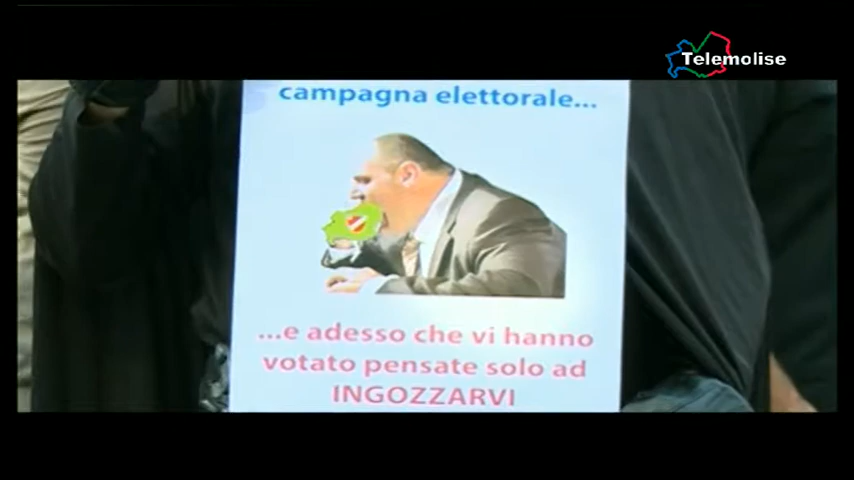 Telemolise
campagna elettorale...
...e adesso che vi hanno
votato pensate solo ad
INGOZZARVI